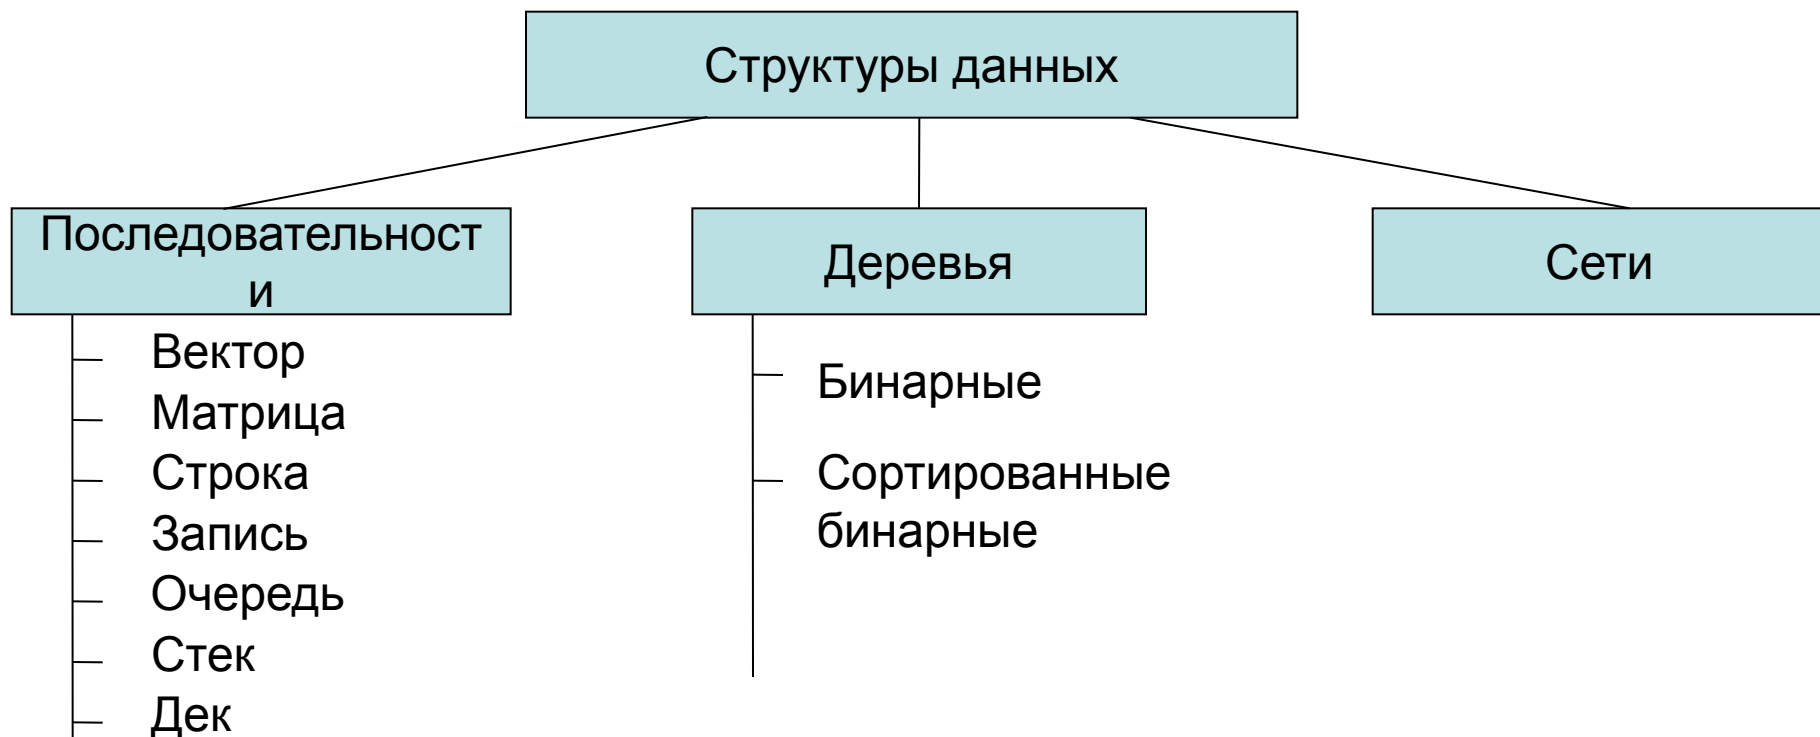 Структуры данных
Последовательност
и
Деревья
Сети
Вектор
Матрица
Строка
Запись
Очередь
Стек
Дек
Бинарные
Сортированные
бинарные